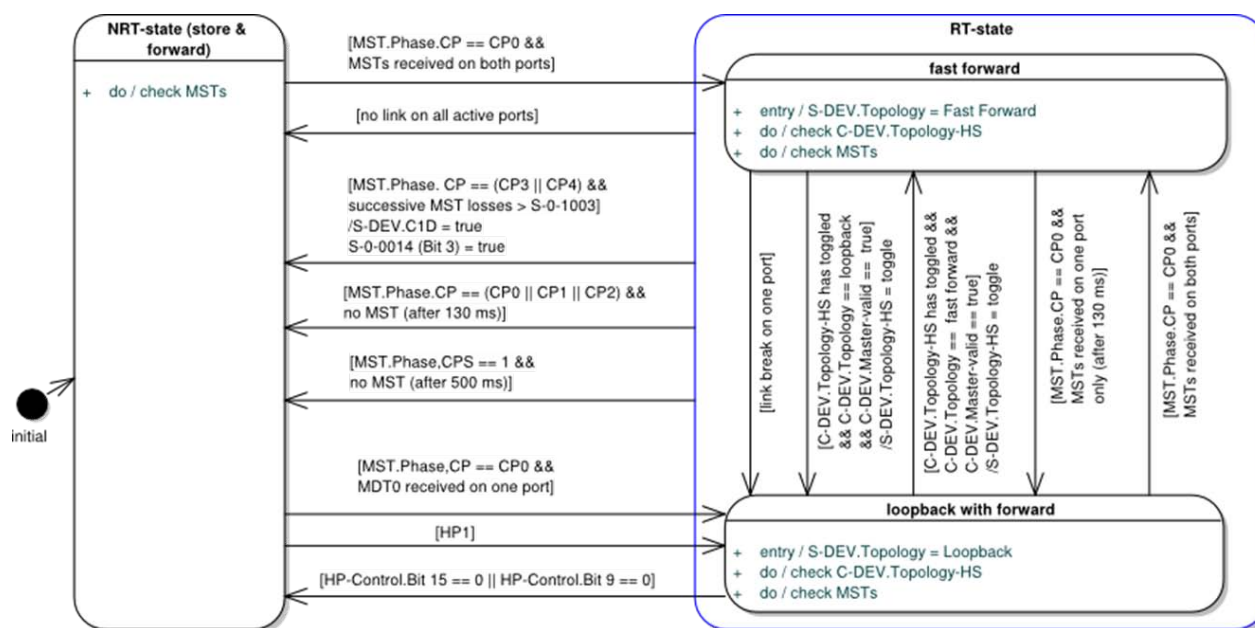 NRT-state (store &
forward)
+ do / check MSTs
initial
[MST.Phase.CP == CP0 &&
MSTs received on both ports]
[no link on all active ports]
[MST.Phase. CP == (CP3 || CP4) &&
successive MST losses > S-0-1003]
/S-DEV.C1D = true
S-0-0014 (Bit 3) = true
[MST.Phase.CP == (CP0 || CP1 || CP2) &&
no MST (after 130 ms)]
[MST.Phase,CPS == 1 &&
no MST (after 500 ms)]
[MST.Phase,CP == CP0 &&
MDT0 received on one port]
[HP1]
[HP-Control.Bit 15 == 0 || HP-Control.Bit 9 == 0]
RT-state
fast forward
+ entry / S-DEV.Topology = Fast Forward
+ do / check C-DEV.Topology-HS
+ do / check MSTs
[link break on one port]
[C-DEV.Topology-HS has toggled
&& C-DEV.Topology == loopback
&& C-DEV.Master-valid == true]
/S-DEV.Topology-HS = toggle
[C-DEV.Topology-HS has toggled &&
C-DEV.Topology == fast forward &&
C-DEV.Master-valid == true]
/S-DEV.Topology-HS = toggle
[MST.Phase.CP == CP0 &&
MSTs received on one port
only (after 130 ms)]
[MST.Phase.CP == CP0 &&
MSTs received on both ports]
loopback with forward
+ entry / S-DEV.Topology = Loopback
+ do / check C-DEV.Topology-HS
+ do / check MSTs